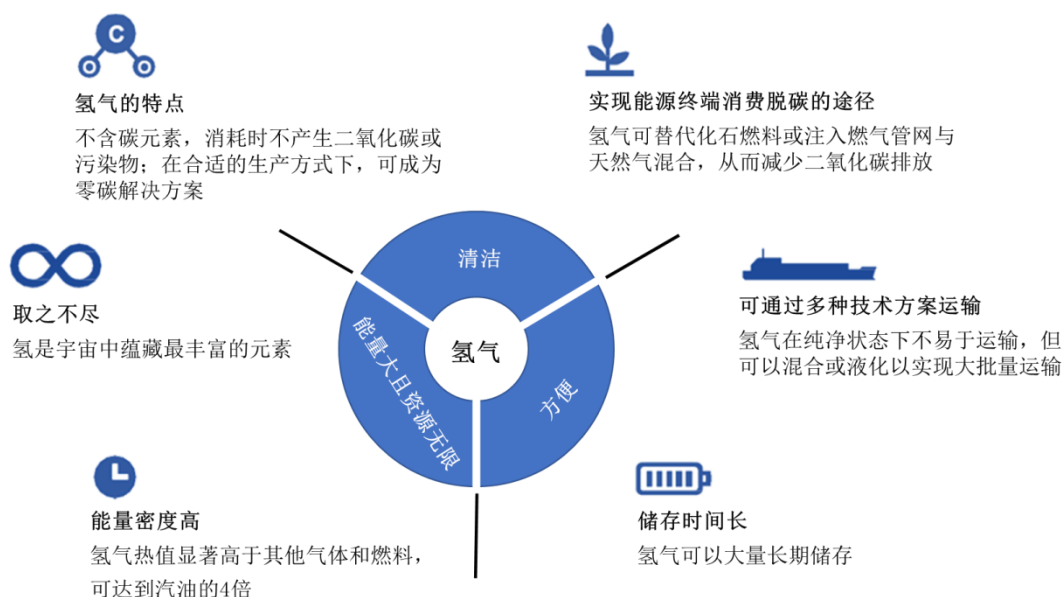 C
氢气的特点
不含碳元素，消耗时不产生二氧化碳或
污染物；在合适的生产方式下，可成为
零碳解决方案
实现能源终端消费脱碳的途径
氢气可替代化石燃料或注入燃气管网与
天然气混合，从而减少二氧化碳排放
取之不尽
氢是宇宙中蕴藏最丰富的元素
清洁
能量大且资源无限
氢气
方便
可通过多种技术方案运输
氢气在纯净状态下不易于运输，但
可以混合或液化以实现大批量运输
能量密度高
氢气热值显著高于其他气体和燃料，
可达到汽油的4倍
储存时间长
氢气可以大量长期储存